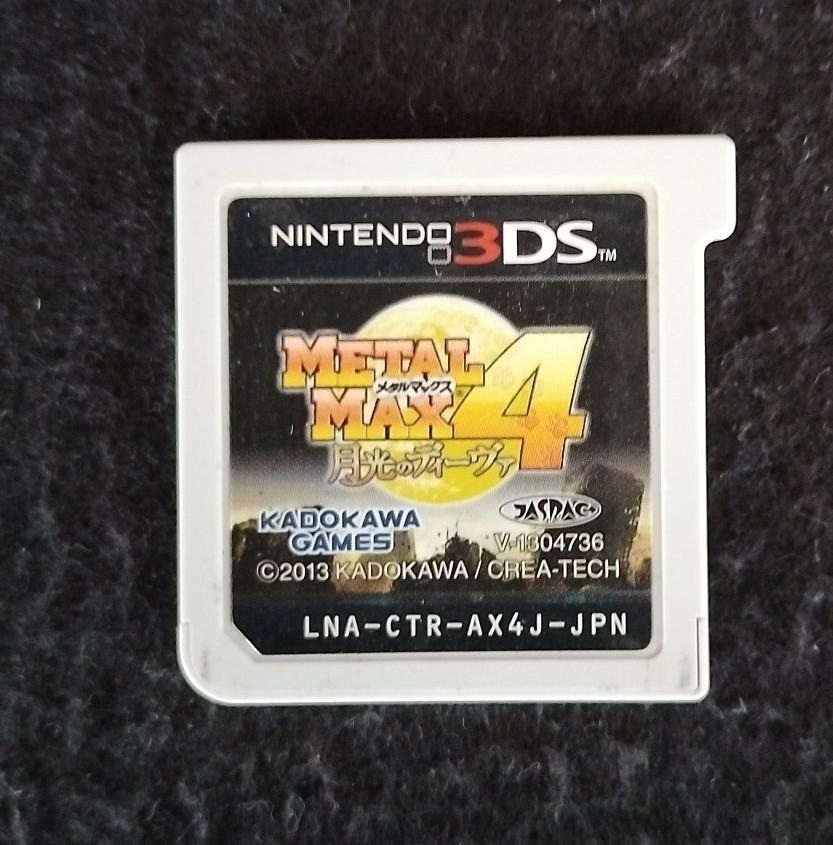 NINTENDO 3DS™
METAL
メタルマックス
MAX 4
月光のディーヴァ
KADOKAWA
GAMES
JASRAC
V-1304736
©2013 KADOKAWA / CREA-TECH
LNA-CTR-AX4J-JPN